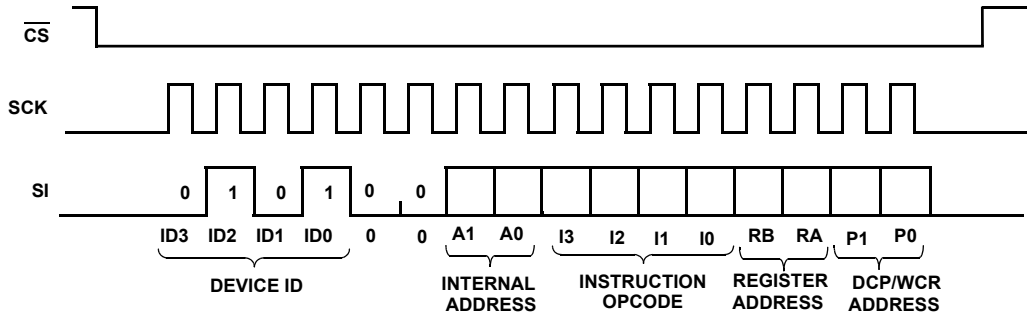 CS
SCK
SI
0 1 0 1 0 0
ID3 ID2 ID1 ID0 0 0 A1 A0 I3 I2 I1 I0 RB RA P1 P0
DEVICE ID
INTERNAL
ADDRESS
INSTRUCTION
OPCODE
REGISTER
ADDRESS
DCP/WCR
ADDRESS